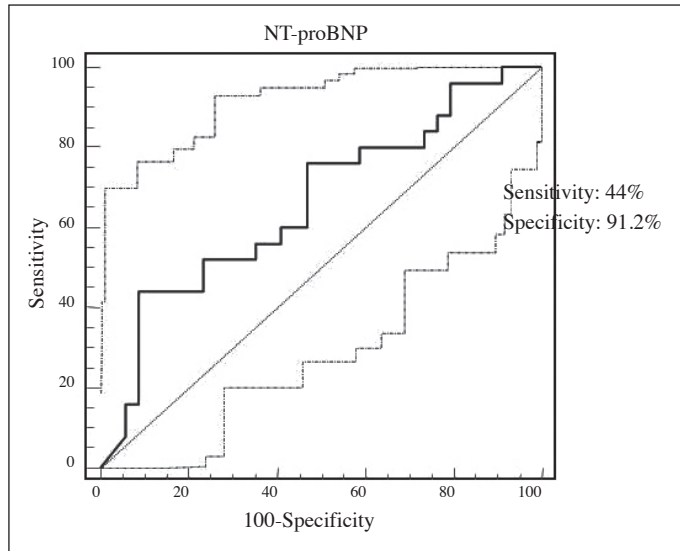 NT-proBNP
100
80
60
40
20
0
Sensitivity
Sensitivity: 44%
Specificity: 91.2%
0 20 40 60 80 100
100-Specificity